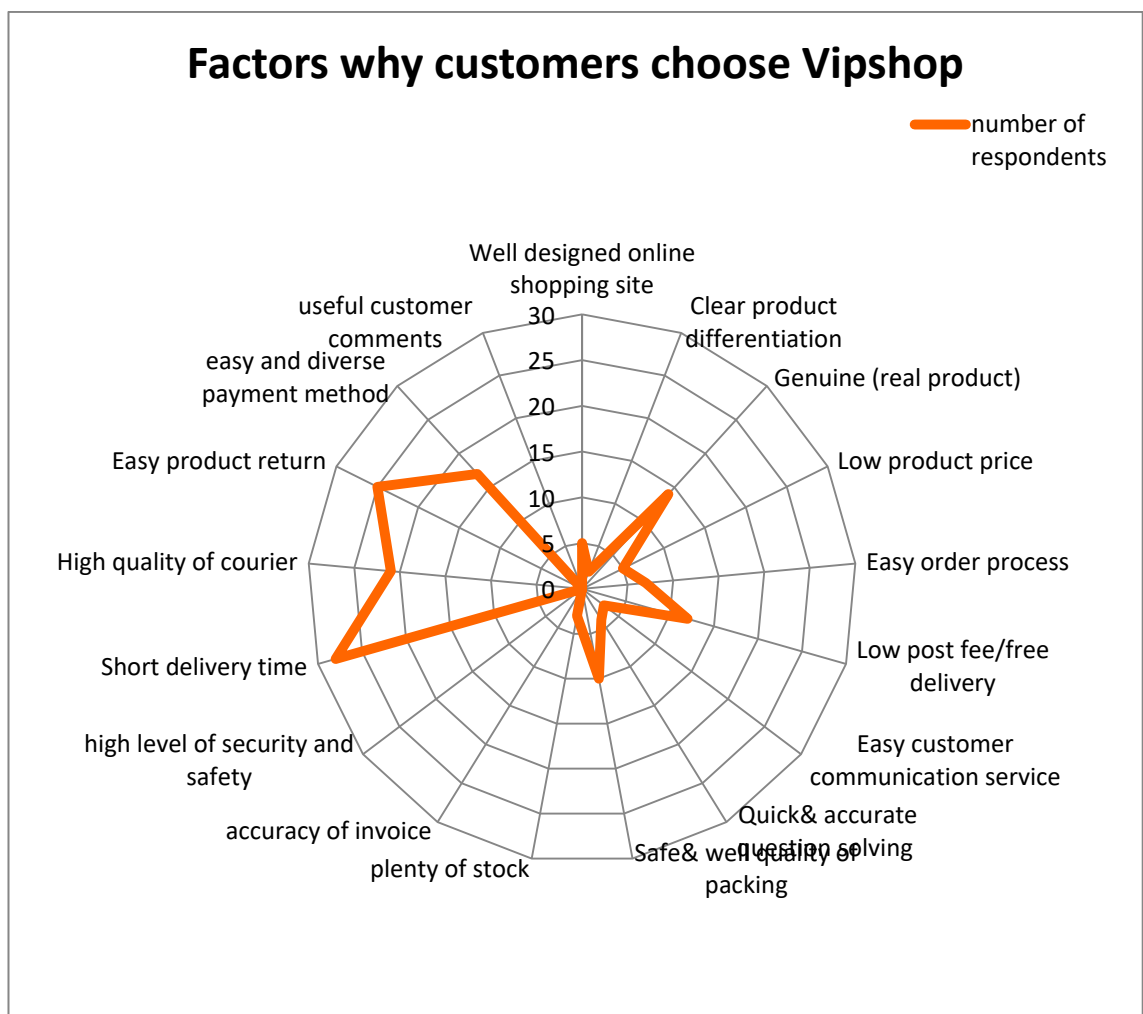 Factors why customers choose Vipshop
number of
respondents
Well designed online
shopping site
Clear product
differentiation
Genuine (real product)
Low product price
Easy order process
Low post fee/free
delivery
Easy customer
communication service
Quick& accurate
question solving
Safe& well quality of
packing
plenty of stock
accuracy of invoice
high level of security and
safety
Short delivery time
High quality of courier
Easy product return
easy and diverse
payment method
useful customer
comments
30
25
20
15
10
5
0